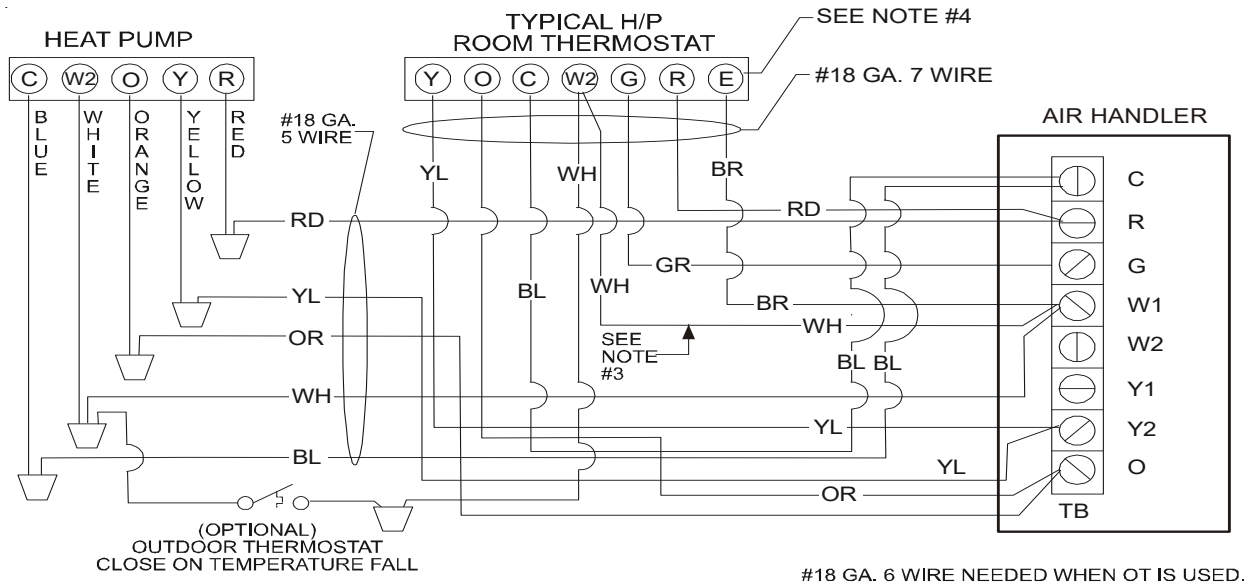 TYPICAL H/P
ROOM THERMOSTAT
SEE NOTE #4
HEAT PUMP
C W2 O Y R
Y O C W2 G R E
#18 GA. 7 WIRE
BLUE
WHITE
ORANGE
YELLOW
RED
#18 GA.
5 WIRE
AIR HANDLER
YL
WH
BR
C
RD
RD
R
GR
G
YL
BL
WH
BR
W1
OR
SEE
NOTE
#3
WH
W2
BL BL
Y1
WH
YL
Y2
BL
YL
O
OR
TB
(OPTIONAL)
OUTDOOR THERMOSTAT
CLOSE ON TEMPERATURE FALL
#18 GA. 6 WIRE NEEDED WHEN OT IS USED.